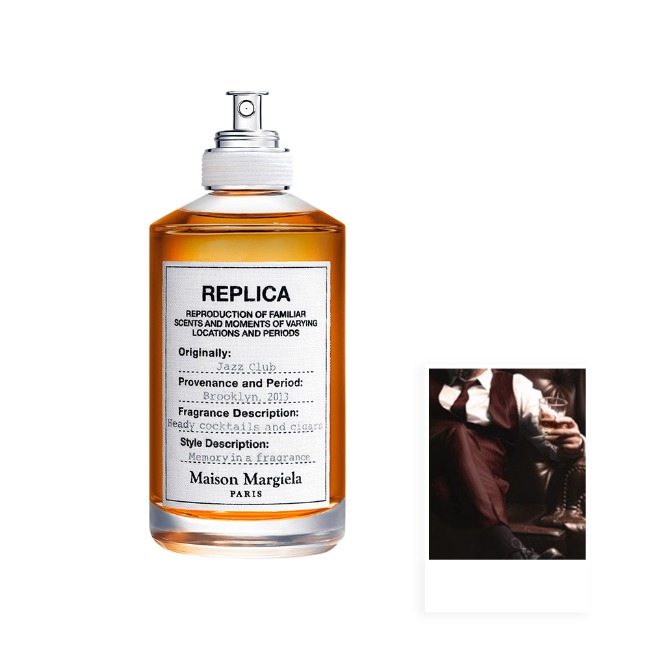 REPLICA
REPRODUCTION OF FAMILIAR
SCENTS AND MOMENTS OF VARYING
LOCATIONS AND PERIODS
Originally:
Jazz Club
Provenance and Period:
Brooklyn, 2013
Fragrance Description:
Heady cocktails and cigars
Style Description:
Memory in a fragrance
Maison Margiela
PARIS